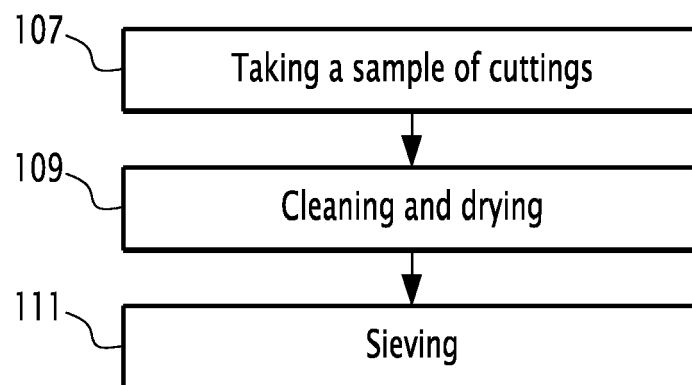 107
Taking a sample of cuttings
109
Cleaning and drying
111
Sieving